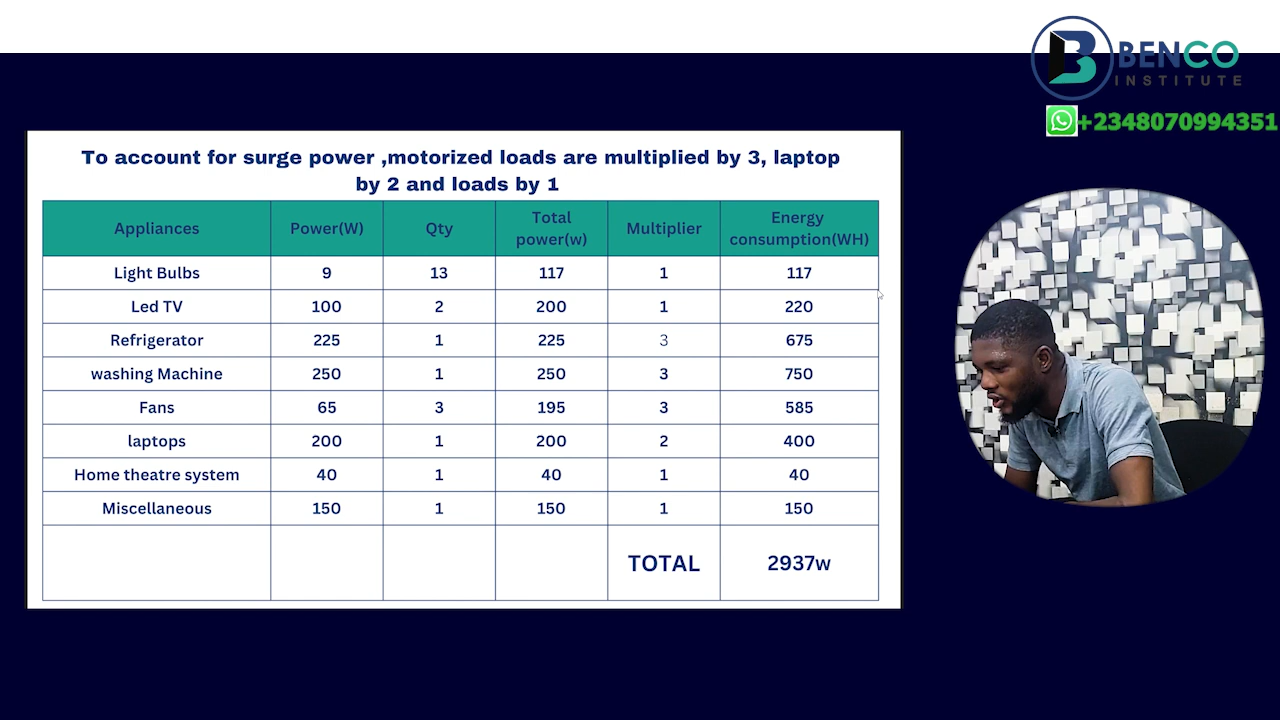 BENCO
INSTITUTE
+2348070994351
To account for surge power ,motorized loads are multiplied by 3, laptop
by 2 and loads by 1
Appliances Power(W) Qty Total power(w) Multiplier Energy consumption(WH)
Light Bulbs 9 13 117 1 117
Led TV 100 2 200 1 220
Refrigerator 225 1 225 3 675
washing Machine 250 1 250 3 750
Fans 65 3 195 3 585
laptops 200 1 200 2 400
Home theatre system 40 1 40 1 40
Miscellaneous 150 1 150 1 150
TOTAL 2937w